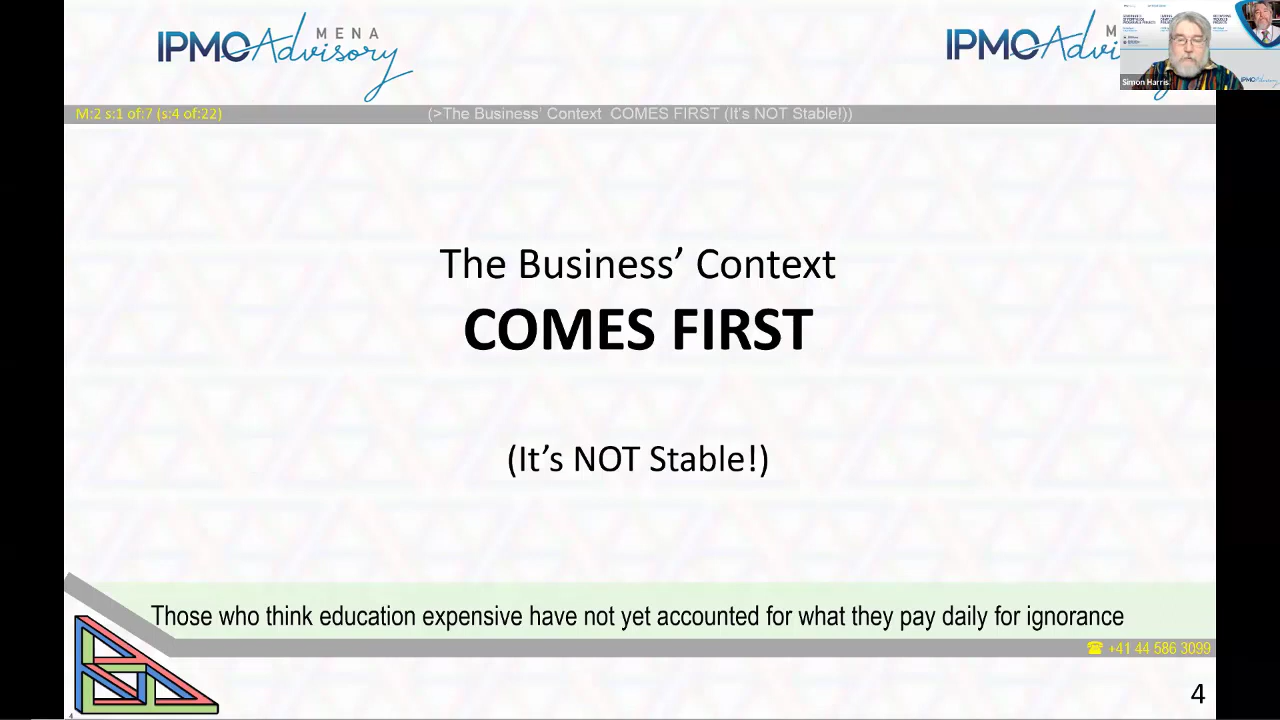 MENA
IPMO Advisory
M
IPMO Advi
Simon Harris
M:2 s:1 of:7 (s:4 of:22)
(>The Business’ Context  COMES FIRST (It’s NOT Stable!))
The Business’ Context
COMES FIRST
(It’s NOT Stable!)
Those who think education expensive have not yet accounted for what they pay daily for ignorance
☎ +41 44 586 3099
4
4